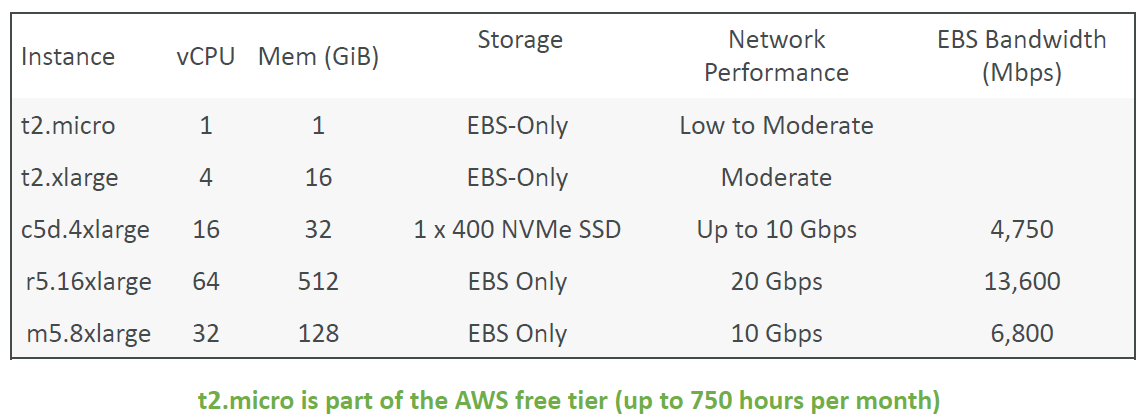 Instance vCPU Mem (GiB) Storage Network Performance EBS Bandwidth (Mbps)
t2.micro 1 1 EBS-Only Low to Moderate
t2.xlarge 4 16 EBS-Only Moderate
c5d.4xlarge 16 32 1 x 400 NVMe SSD Up to 10 Gbps 4,750
r5.16xlarge 64 512 EBS Only 20 Gbps 13,600
m5.8xlarge 32 128 EBS Only 10 Gbps 6,800
t2.micro is part of the AWS free tier (up to 750 hours per month)